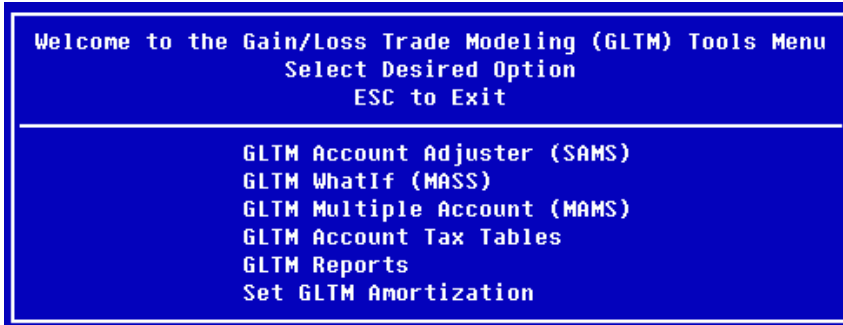 Welcome to the Gain/Loss Trade Modeling (GLTM) Tools Menu
Select Desired Option
ESC to Exit
GLTM Account Adjuster (SAMS)
GLTM WhatIf (MASS)
GLTM Multiple Account (MAMS)
GLTM Account Tax Tables
GLTM Reports
Set GLTM Amortization